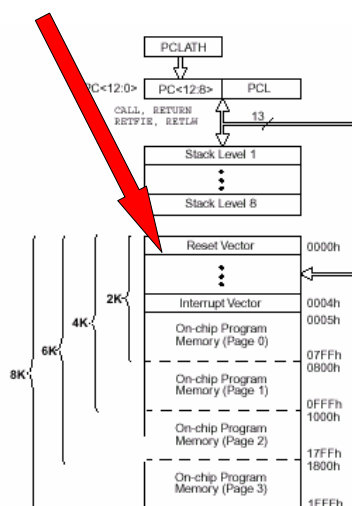 PCLATH
PC<12:0>
PC<12:8>
PCL
CALL, RETURN
RETFIE, RETLW
13
Stack Level 1
Stack Level 8
Reset Vector
0000h
Interrupt Vector
0004h
0005h
2K
4K
6K
8K
On-chip Program
Memory (Page 0)
07FFh
0800h
On-chip Program
Memory (Page 1)
0FFFh
1000h
On-chip Program
Memory (Page 2)
17FFh
1800h
On-chip Program
Memory (Page 3)
1FFFh